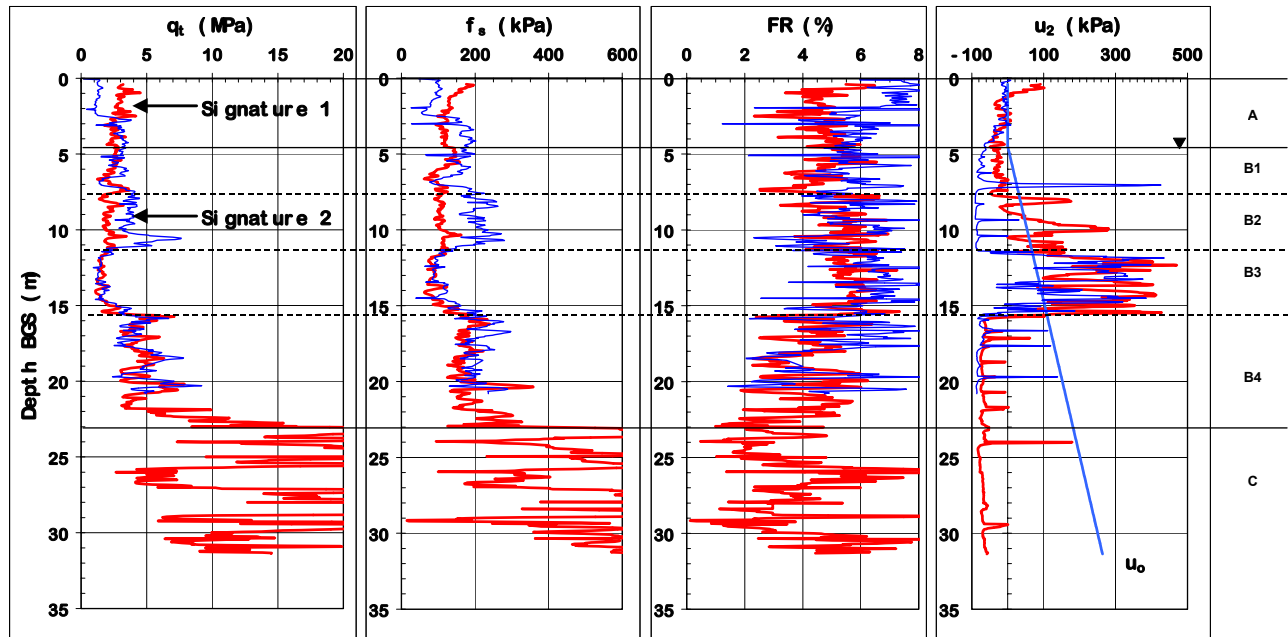 qt (MPa)
0 5 10 15 20
fs (kPa)
0 200 400 600
FR (%)
0 2 4 6 8
u2 (kPa)
-100 100 300 500
Depth BGS (m)
0
5
10
15
20
25
30
35
0
5
10
15
20
25
30
35
0
5
10
15
20
25
30
35
0
5
10
15
20
25
30
35
Signature 1
Signature 2
uo
A
B1
B2
B3
B4
C